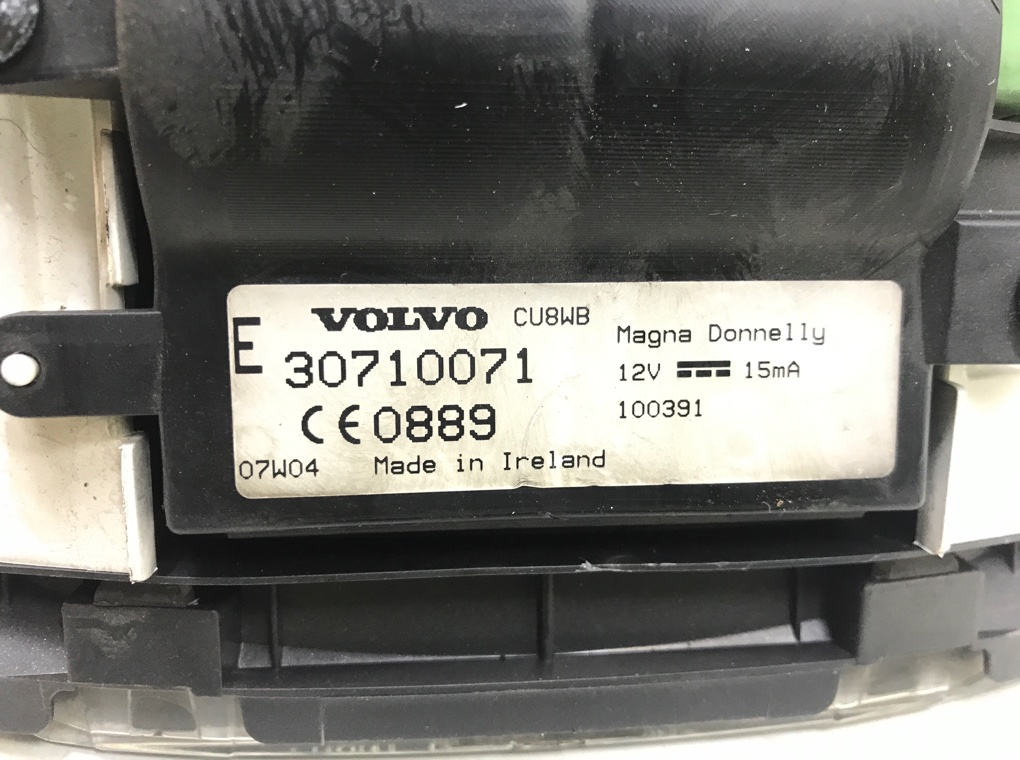 VOLVO CU8WB
E 30710071
CE 0889
07W04 Made in Ireland
Magna Donnelly
12V 15mA
100391